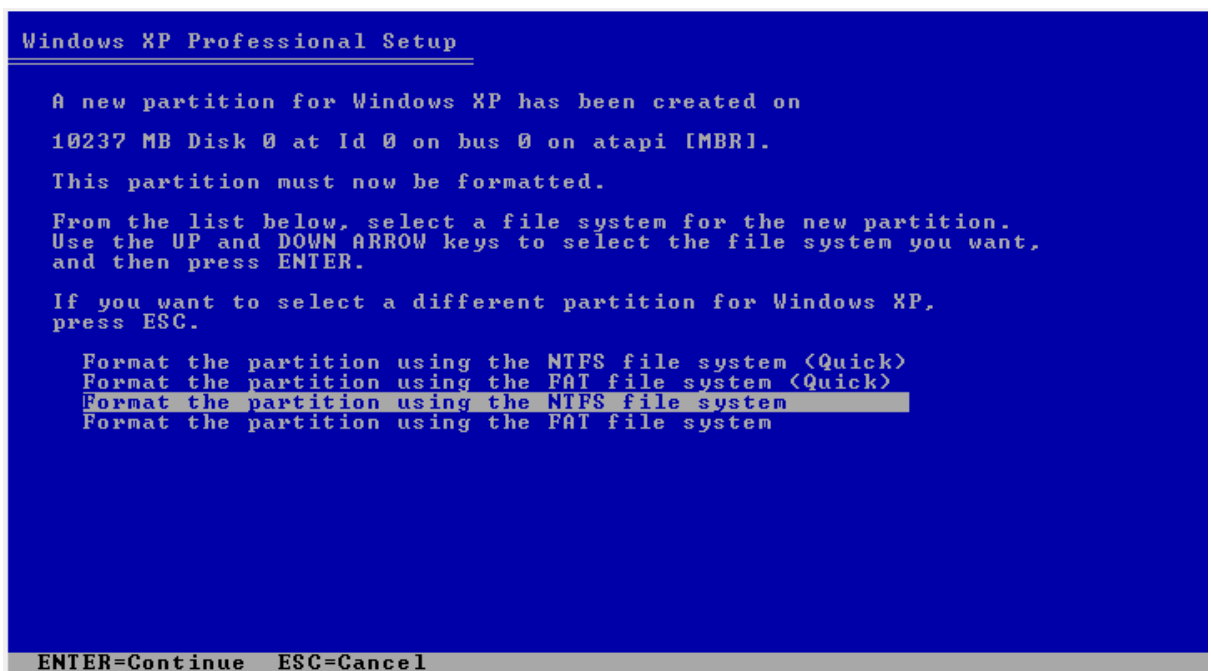 Windows XP Professional Setup
A new partition for Windows XP has been created on
10237 MB Disk 0 at Id 0 on bus 0 on atapi [MBR].
This partition must now be formatted.
From the list below, select a file system for the new partition.
Use the UP and DOWN ARROW keys to select the file system you want,
and then press ENTER.
If you want to select a different partition for Windows XP,
press ESC.
Format the partition using the NTFS file system (Quick)
Format the partition using the FAT file system (Quick)
Format the partition using the NTFS file system
Format the partition using the FAT file system
ENTER=Continue  ESC=Cancel